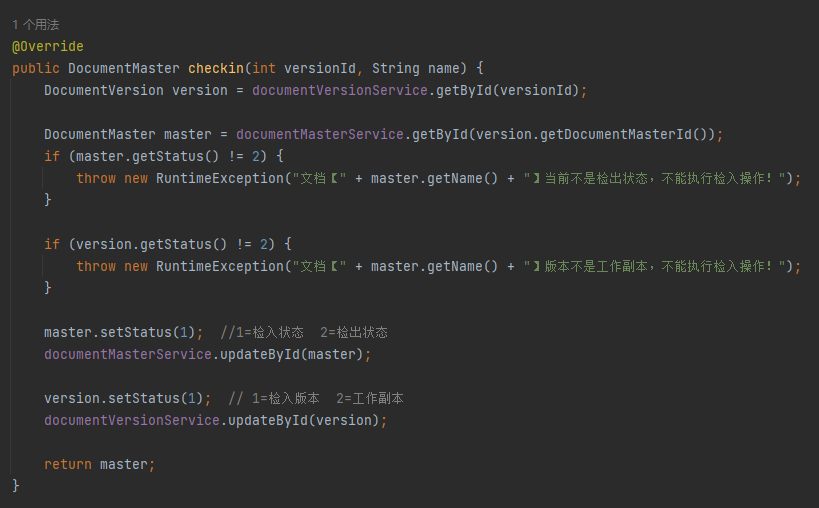 1 个用法
@Override
public DocumentMaster checkin(int versionId, String name) {
DocumentVersion version = documentVersionService.getById(versionId);
DocumentMaster master = documentMasterService.getById(version.getDocumentMasterId());
if (master.getStatus() != 2) {
throw new RuntimeException("文档【" + master.getName() + "】当前不是检出状态，不能执行检入操作！");
}
if (version.getStatus() != 2) {
throw new RuntimeException("文档【" + master.getName() + "】版本不是工作副本，不能执行检入操作！");
}
master.setStatus(1);  //1=检入状态  2=检出状态
documentMasterService.updateById(master);
version.setStatus(1);  // 1=检入版本  2=工作副本
documentVersionService.updateById(version);
return master;
}